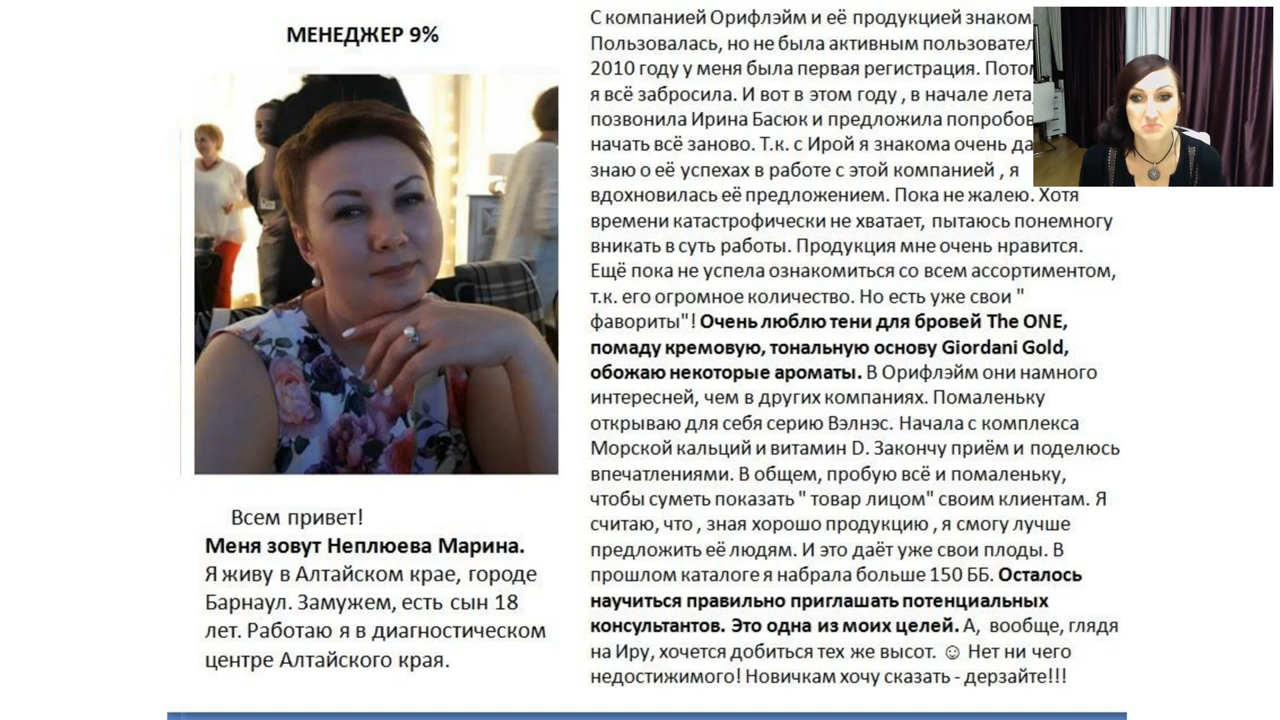 МЕНЕДЖЕР 9%
Всем привет!
Меня зовут Неплюева Марина.
Я живу в Алтайском крае, городе
Барнаул. Замужем, есть сын 18
лет. Работаю я в диагностическом
центре Алтайского края.
С компанией Орифлэйм и её продукцией
Пользовалась, но не была активным
2010 году у меня была первая регистрация.
я всё забросила. И вот в этом году , в начале лета
позвонила Ирина Басюк и предложила
начать всё заново. Т.к. с Ирой я знакома очень
знаю о её успехах в работе с этой компанией , я
вдохновилась её предложением. Пока не жалею. Хотя
времени катастрофически не хватает, пытаюсь понемногу
вникать в суть работы. Продукция мне очень нравится.
Ещё пока не успела ознакомиться со всем ассортиментом,
т.к. его огромное количество. Но есть уже свои "
фавориты"! Очень люблю тени для бровей The ONE,
помаду кремовую, тональную основу Giordani Gold,
обожаю некоторые ароматы. В Орифлэйм они намного
интересней, чем в других компаниях. Помаленьку
открываю для себя серию Вэлнэс. Начала с комплекса
Морской кальций и витамин D. Закончу приём и поделюсь
впечатлениями. В общем, пробую всё и помаленьку,
чтобы суметь показать " товар лицом" своим клиентам. Я
считаю, что , зная хорошо продукцию , я смогу лучше
предложить её людям. И это даёт уже свои плоды. В
прошлом каталоге я набрала больше 150 ББ. Осталось
научиться правильно приглашать потенциальных
консультантов. Это одна из моих целей. А, вообще, глядя
на Иру, хочется добиться тех же высот. ☺ Нет ни чего
недостижимого! Новичкам хочу сказать - дерзайте!!!